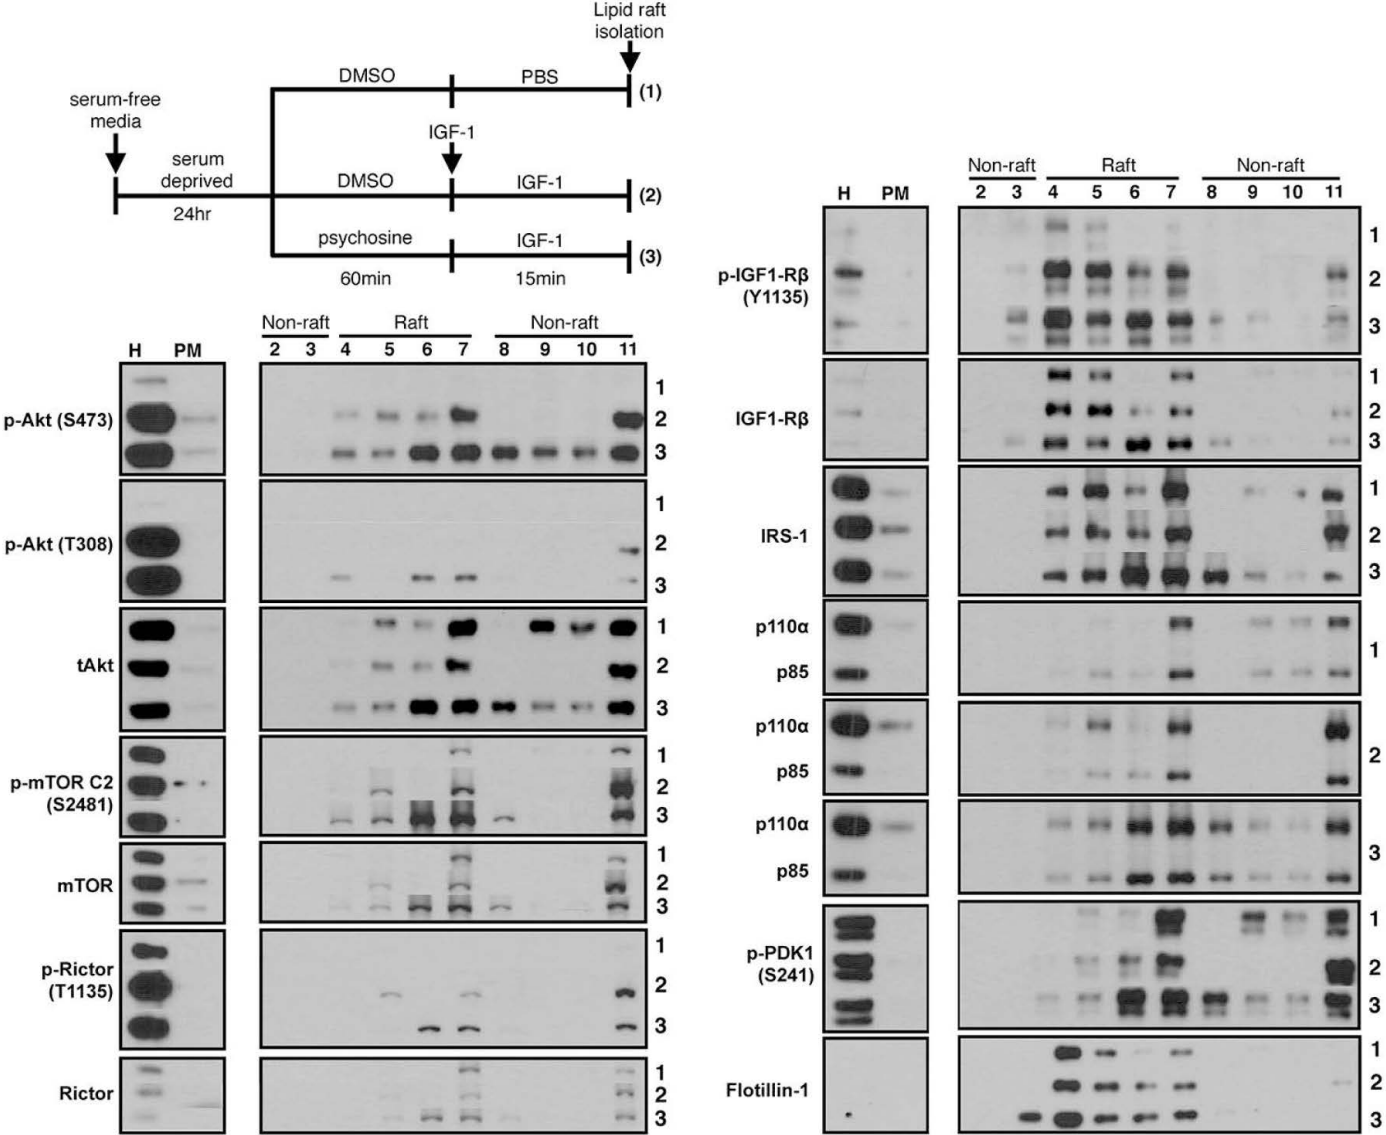 Lipid raft
isolation
DMSO PBS (1)
serum-free
media
IGF-1
serum
deprived
DMSO IGF-1 (2)
24hr
psychosine IGF-1 (3)
60min 15min
Non-raft Raft Non-raft
H PM 2 3 4 5 6 7 8 9 10 11
p-Akt (S473)
1
2
3
p-Akt (T308)
1
2
3
tAkt
1
2
3
p-mTOR C2
(S2481)
1
2
3
mTOR
1
2
3
p-Rictor
(T1135)
1
2
3
Rictor
1
2
3
Non-raft Raft Non-raft
H PM 2 3 4 5 6 7 8 9 10 11
p-IGF1-Rβ
(Y1135)
1
2
3
IGF1-Rβ
1
2
3
IRS-1
1
2
3
p110α
p85
1
p110α
p85
2
p110α
p85
3
p-PDK1
(S241)
1
2
3
Flotillin-1
1
2
3